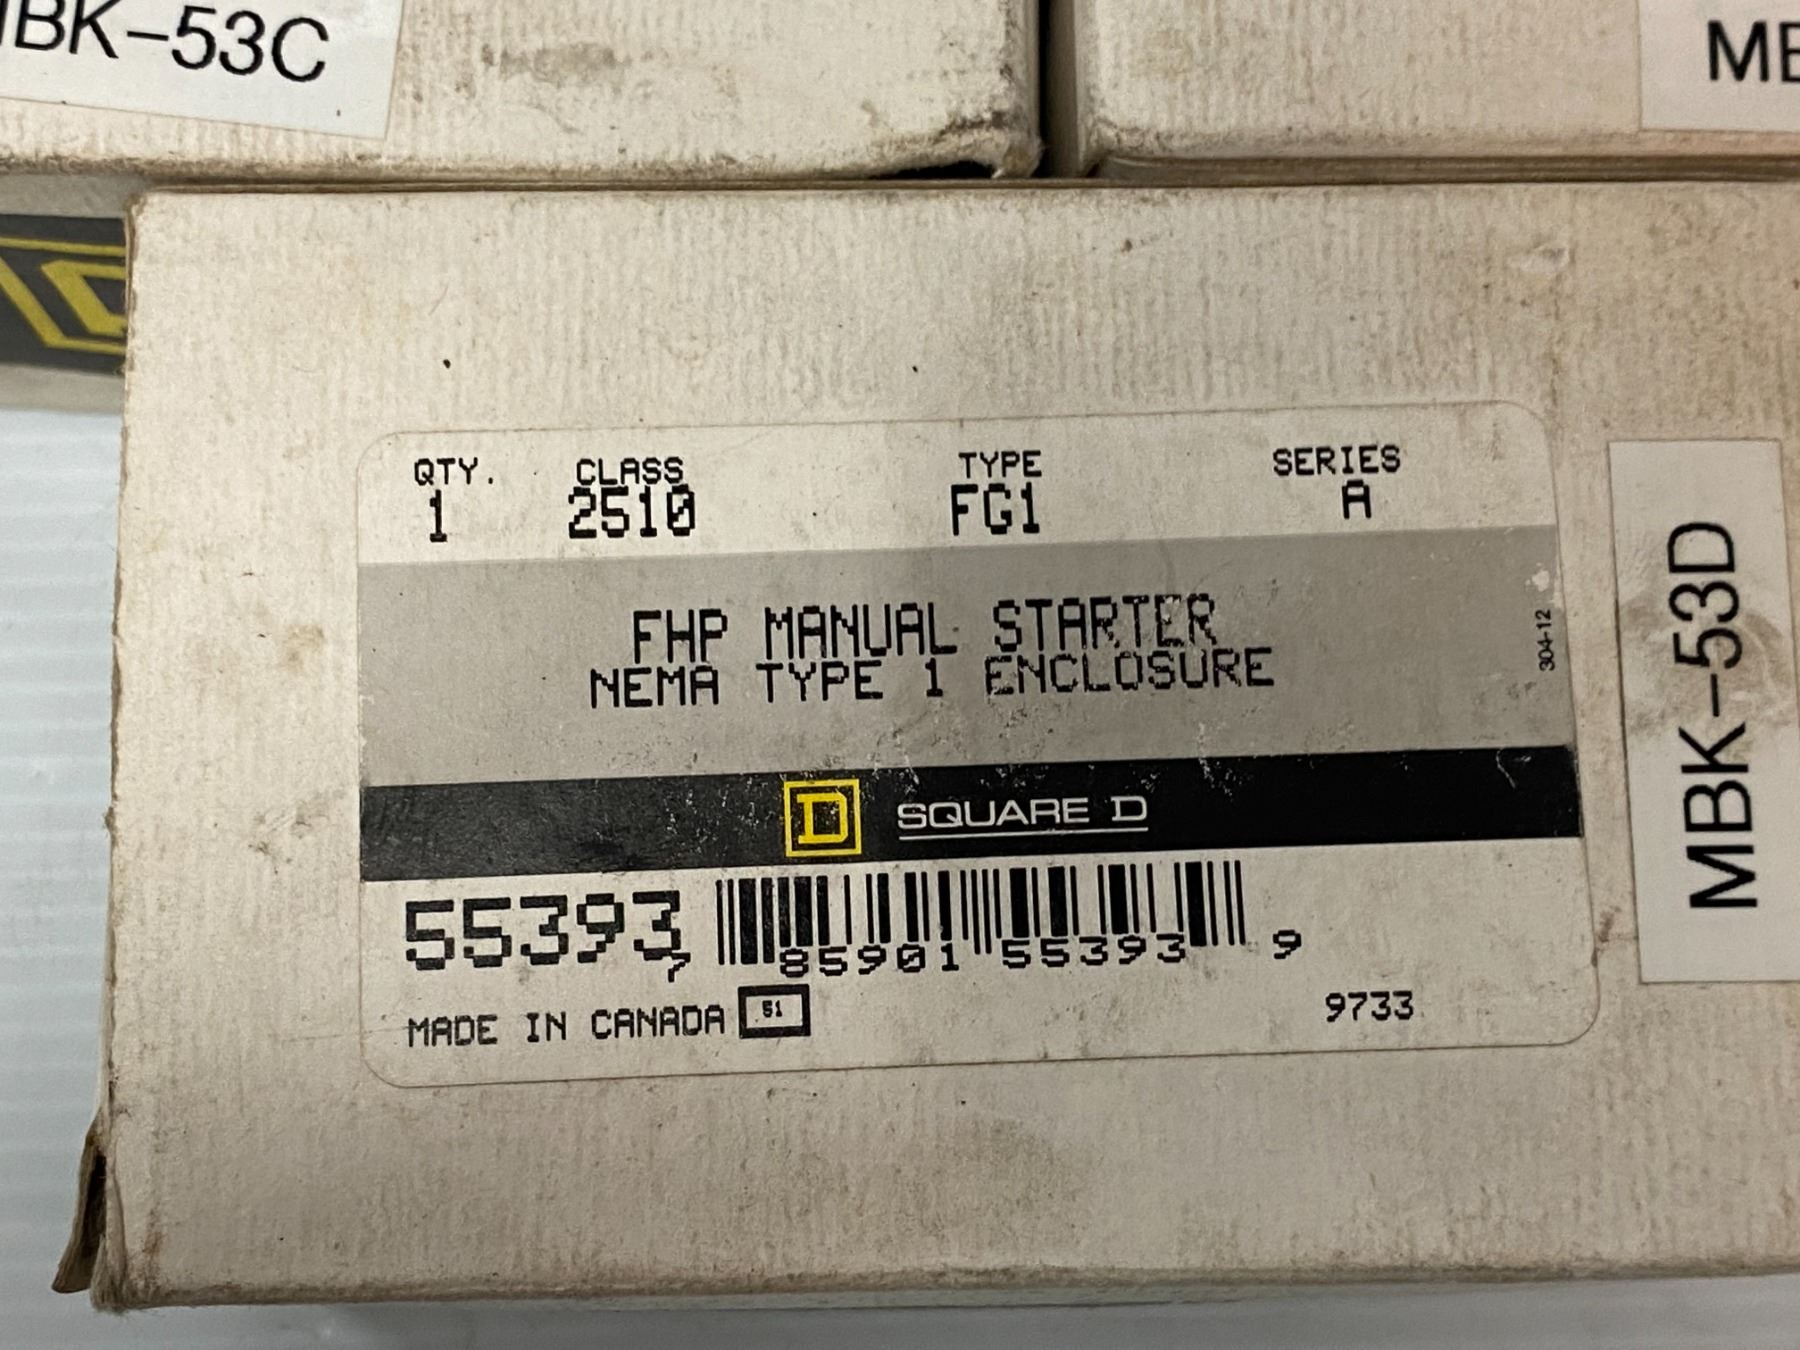 BK-53C
QTY. CLASS TYPE SERIES
1 2510 FG1 A
FHP MANUAL STARTER
NEMA TYPE 1 ENCLOSURE
304-12
D SQUARE D
55393
7 85901 55393 9
MADE IN CANADA 51 9733
MBK-53D